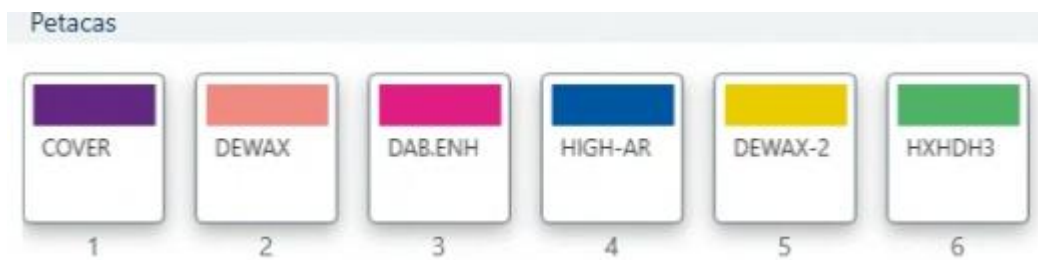 Petacas
COVER DEWAX DAB.ENH HIGH-AR DEWAX-2 HXHDH3
1 2 3 4 5 6